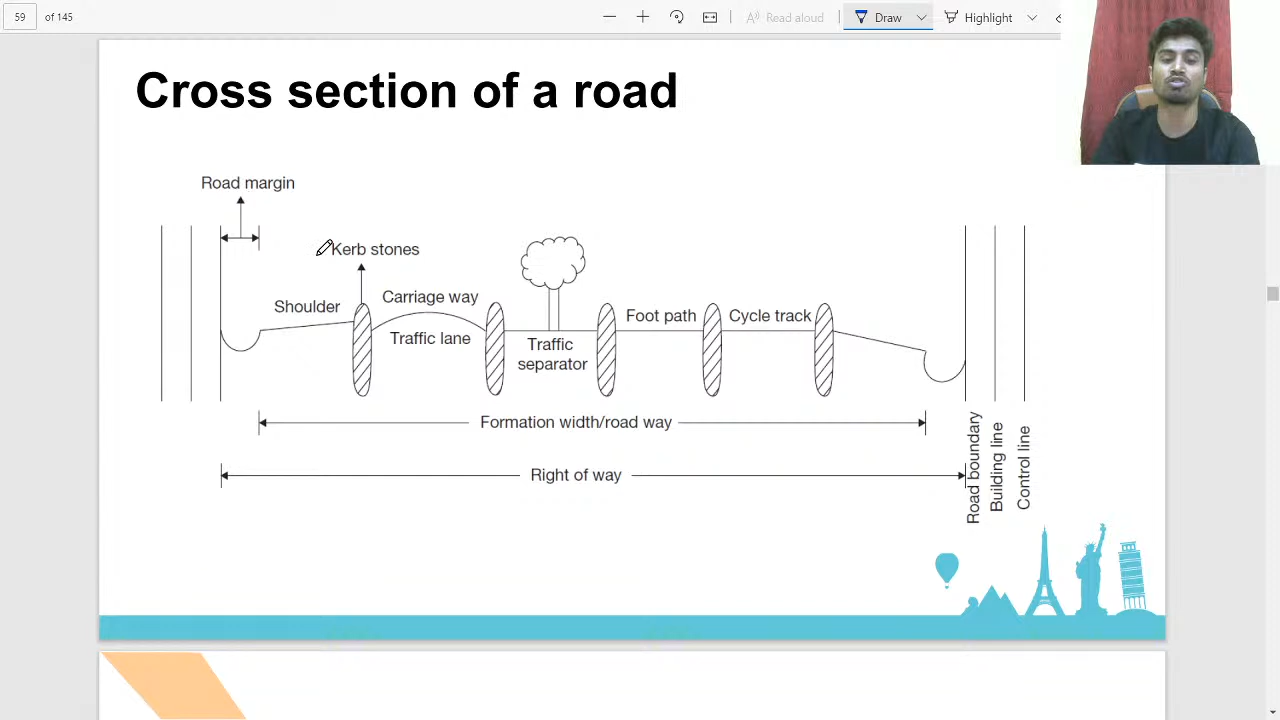 59 of 145
Read aloud
Draw
Highlight
Cross section of a road
Road margin
Kerb stones
Shoulder
Carriage way
Traffic lane
Traffic
separator
Foot path
Cycle track
Formation width/road way
Right of way
Road boundary
Building line
Control line